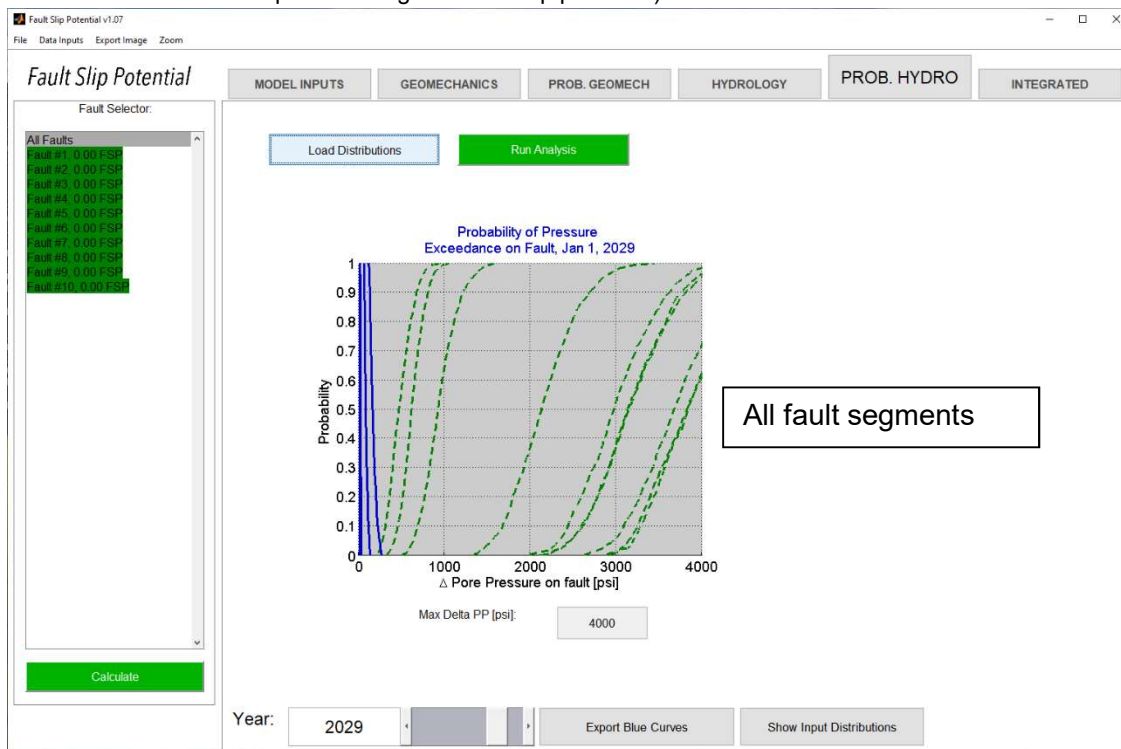 Fault Slip Potential v1.07
File Data Inputs Export Image Zoom
Fault Slip Potential
MODEL INPUTS
GEOMECHANICS
PROB. GEOMECH
HYDROLOGY
PROB. HYDRO
INTEGRATED
Fault Selector:
All Faults
Fault #1, 0.00 FSP
Fault #2, 0.00 FSP
Fault #3, 0.00 FSP
Fault #4, 0.00 FSP
Fault #5, 0.00 FSP
Fault #6, 0.00 FSP
Fault #7, 0.00 FSP
Fault #8, 0.00 FSP
Fault #9, 0.00 FSP
Fault #10, 0.00 FSP
Calculate
Load Distributions
Run Analysis
Probability of Pressure
Exceedance on Fault, Jan 1, 2029
1
0.9
0.8
0.7
0.6
0.5
0.4
0.3
0.2
0.1
0
Probability
0 1000 2000 3000 4000
Δ Pore Pressure on fault [psi]
All fault segments
Max Delta PP [psi]:
4000
Year:
2029
Export Blue Curves
Show Input Distributions